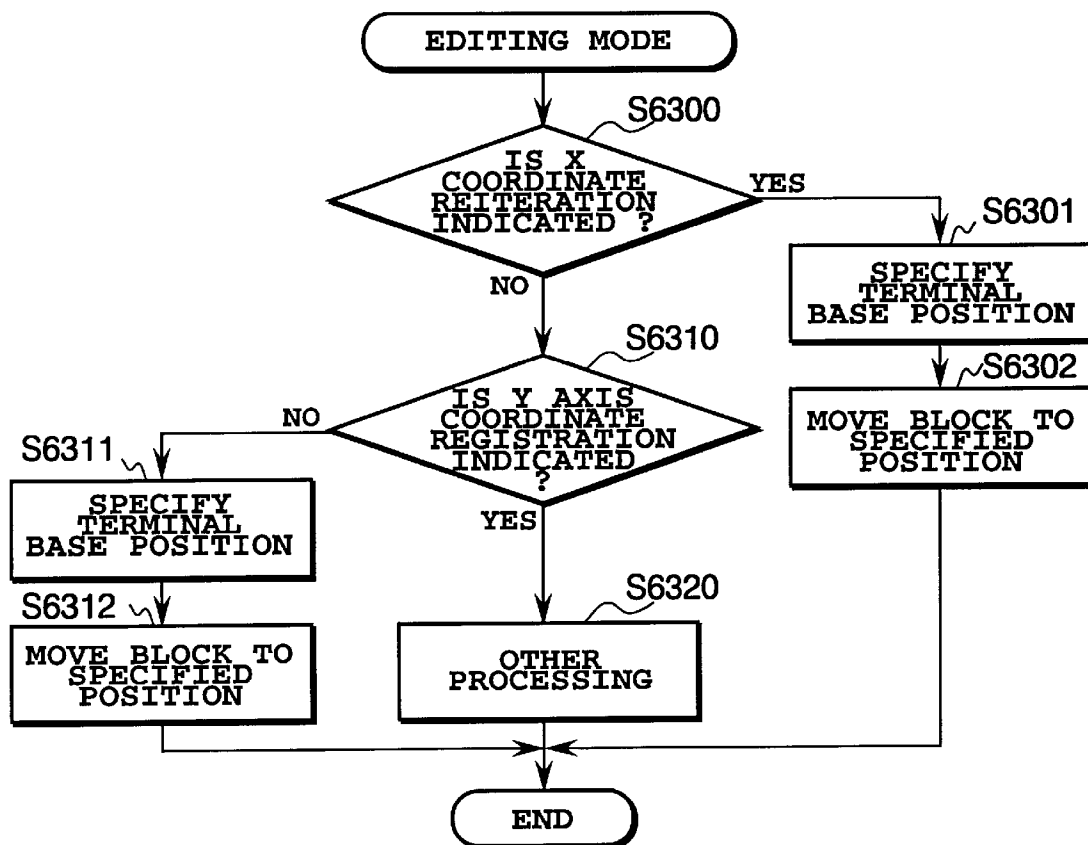 EDITING MODE
S6300
IS X
COORDINATE
REITERATION
INDICATED ?
YES
NO
S6301
SPECIFY
TERMINAL
BASE POSITION
S6302
MOVE BLOCK TO
SPECIFIED
POSITION
S6310
IS Y AXIS
COORDINATE
REGISTRATION
INDICATED
?
NO
YES
S6311
SPECIFY
TERMINAL
BASE POSITION
S6312
MOVE BLOCK TO
SPECIFIED
POSITION
S6320
OTHER
PROCESSING
END